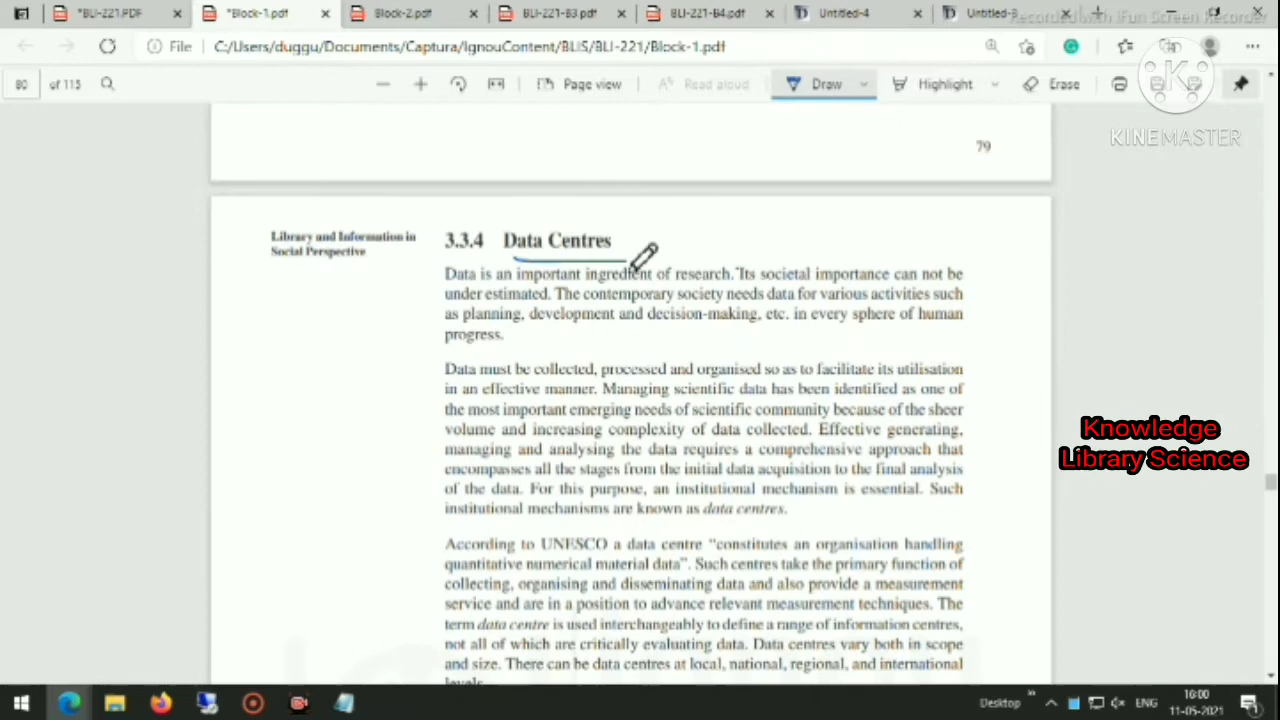 *BLI-221.PDF
*Block-1.pdf
Block-2.pdf
BLI-221-B3.pdf
BLI-221-B4.pdf
Untitled-4
Recorded with iFun Screen Recorder
File
C:/Users/duggu/Documents/Captura/IgnouContent/BLIS/BLI-221/Block-1.pdf
80 of 115
Page view
Read aloud
Draw
Highlight
Erase
K
KINEMASTER
79
Library and Information in
Social Perspective
3.3.4 Data Centres
Data is an important ingredient of research. Its societal importance can not be
under estimated. The contemporary society needs data for various activities such
as planning, development and decision-making, etc. in every sphere of human
progress.
Data must be collected, processed and organised so as to facilitate its utilisation
in an effective manner. Managing scientific data has been identified as one of
the most important emerging needs of scientific community because of the sheer
volume and increasing complexity of data collected. Effective generating,
managing and analysing the data requires a comprehensive approach that
encompasses all the stages from the initial data acquisition to the final analysis
of the data. For this purpose, an institutional mechanism is essential. Such
institutional mechanisms are known as data centres.
According to UNESCO a data centre “constitutes an organisation handling
quantitative numerical material data”. Such centres take the primary function of
collecting, organising and disseminating data and also provide a measurement
service and are in a position to advance relevant measurement techniques. The
term data centre is used interchangeably to define a range of information centres,
not all of which are critically evaluating data. Data centres vary both in scope
and size. There can be data centres at local, national, regional, and international
levels.
Knowledge
Library Science
Desktop
ENG
16:00
11-05-2021